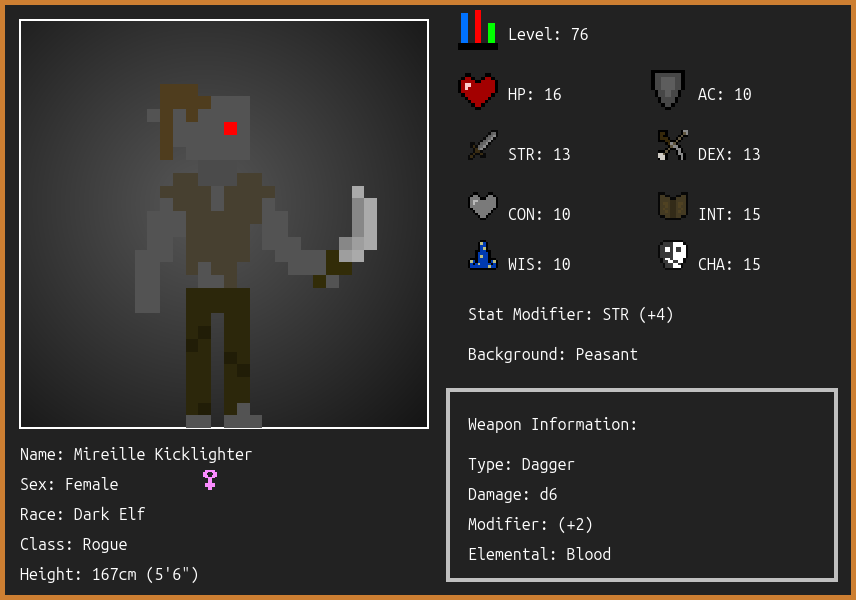 Level: 76
HP: 16
AC: 10
STR: 13
DEX: 13
CON: 10
INT: 15
WIS: 10
CHA: 15
Stat Modifier: STR (+4)
Background: Peasant
Weapon Information:
Type: Dagger
Damage: d6
Modifier: (+2)
Elemental: Blood
Name: Mireille Kicklighter
Sex: Female
Race: Dark Elf
Class: Rogue
Height: 167cm (5'6")